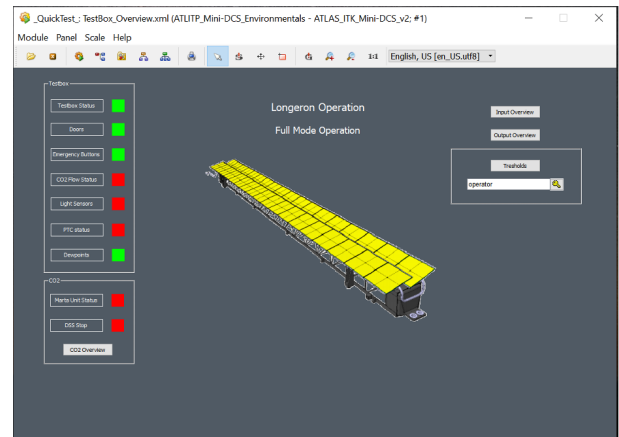 _QuickTest_: TestBox_Overview.xml (ATLITP_Mini-DCS_Environmentals - ATLAS_ITK_Mini-DCS_v2; #1)
Module Panel Scale Help
1:1 English, US [en_US.utf8]
Testbox
Testbox Status
Doors
Emergency Buttons
CO2 Flow Status
Light Sensors
PTC status
Dewpoints
CO2
Marta Unit Status
DSS Stop
CO2 Overview
Longeron Operation
Full Mode Operation
Input Overview
Output Overview
Tresholds
operator